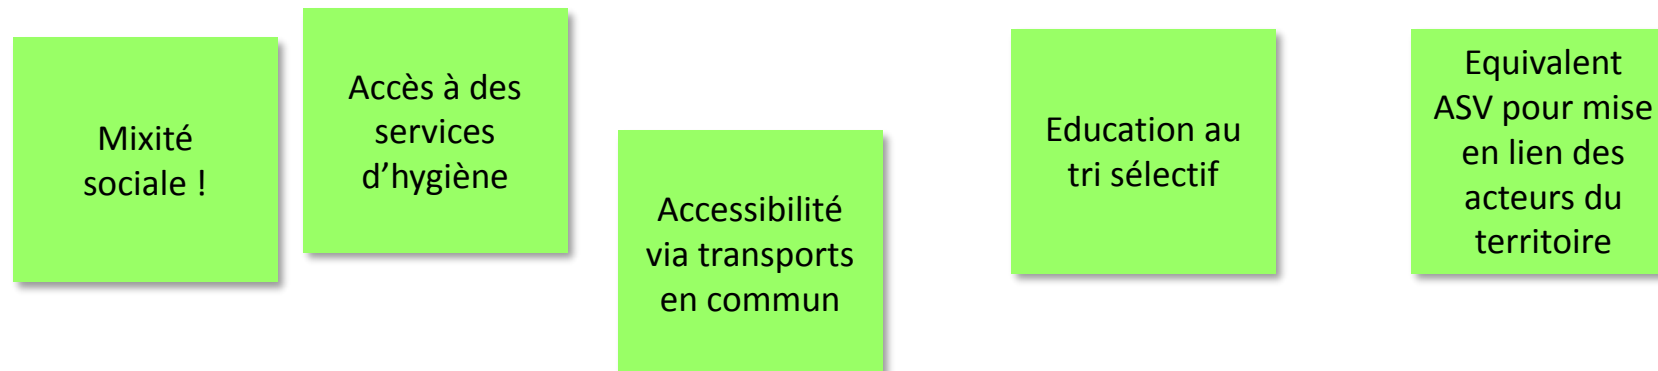 Mixité
sociale !
Accès à des
services
d’hygiène
Accessibilité
via transports
en commun
Education au
tri sélectif
Equivalent
ASV pour mise
en lien des
acteurs du
territoire